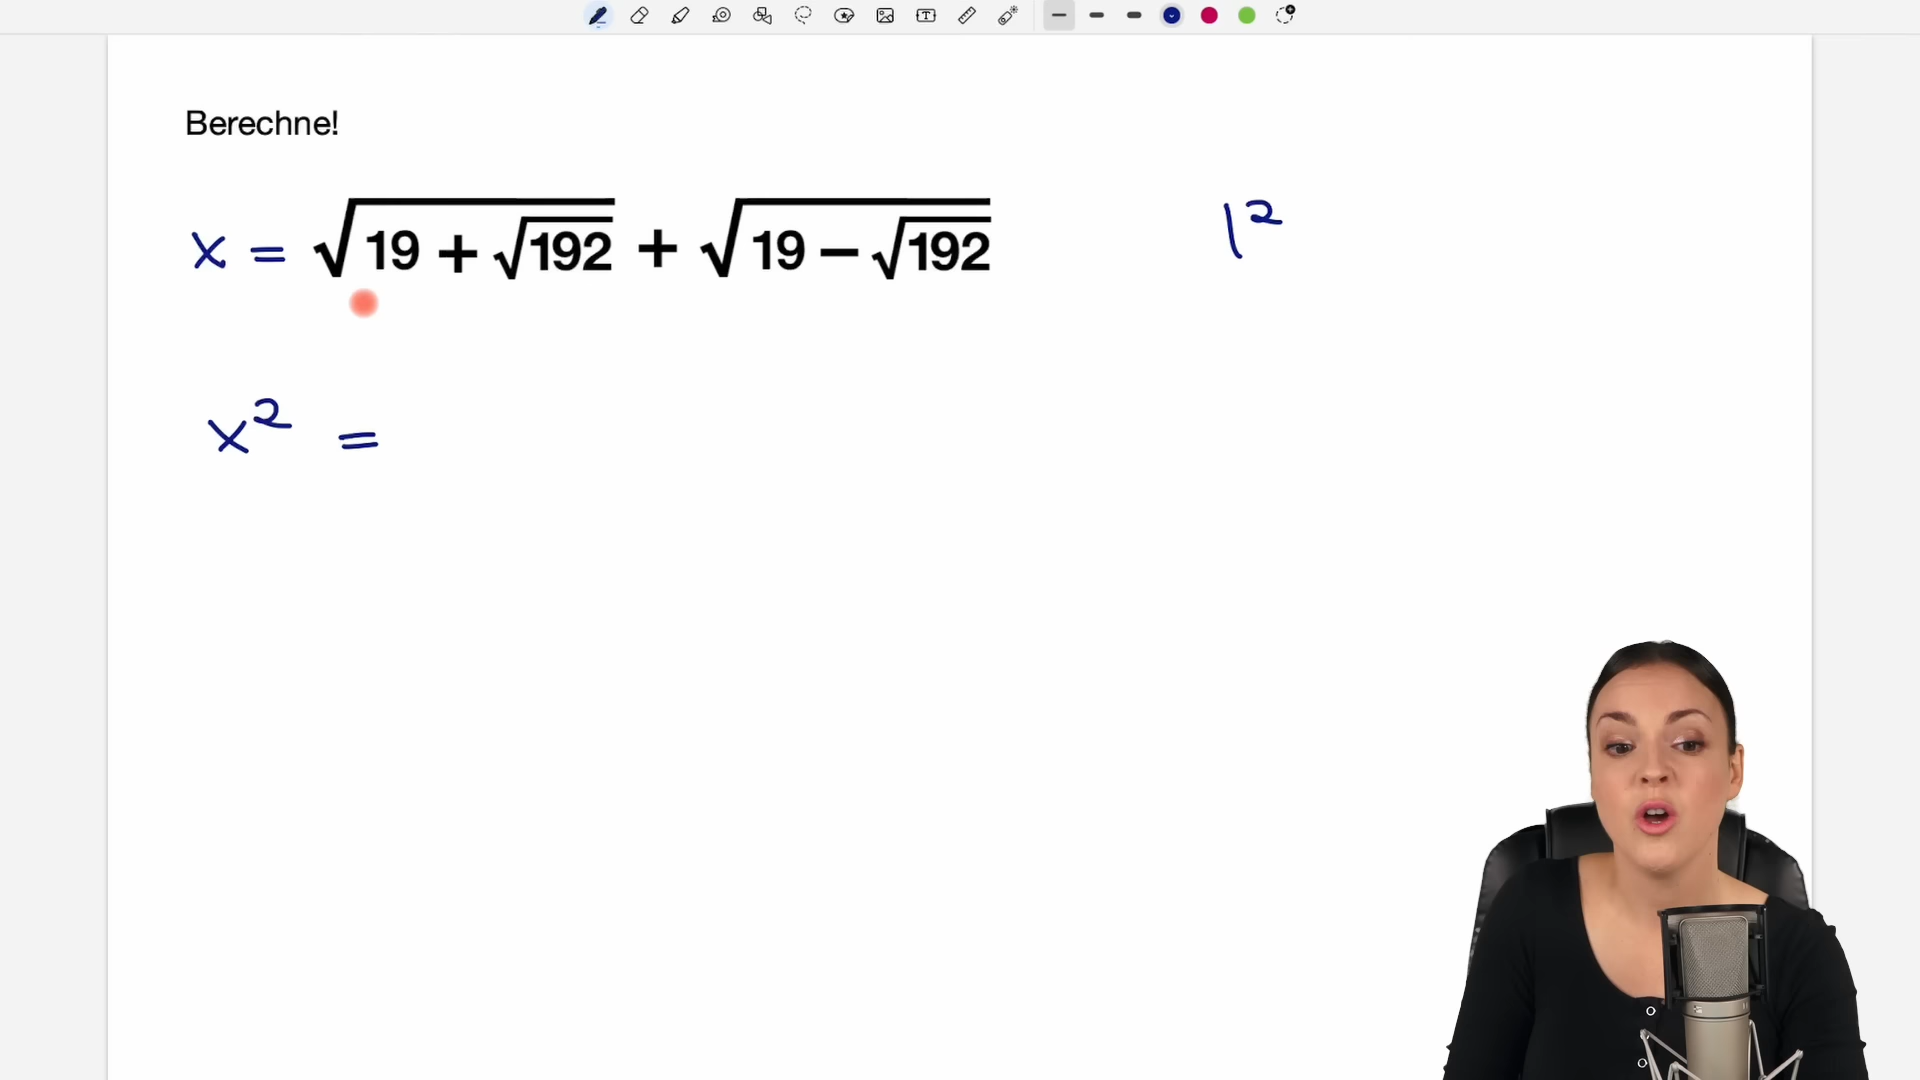 Berechne!
x = √(19 + √192) + √(19 − √192)
|²
x² =